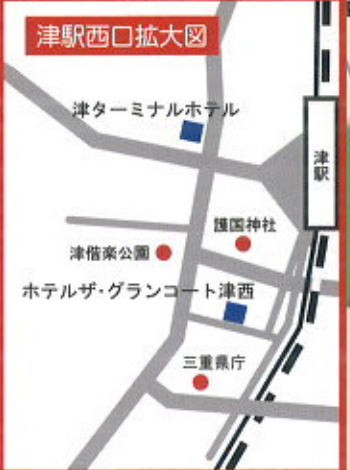 津駅西口拡大図
津ターミナルホテル
津駅
護国神社
津偕楽公園
ホテルザ・グランコート津西
三重県庁